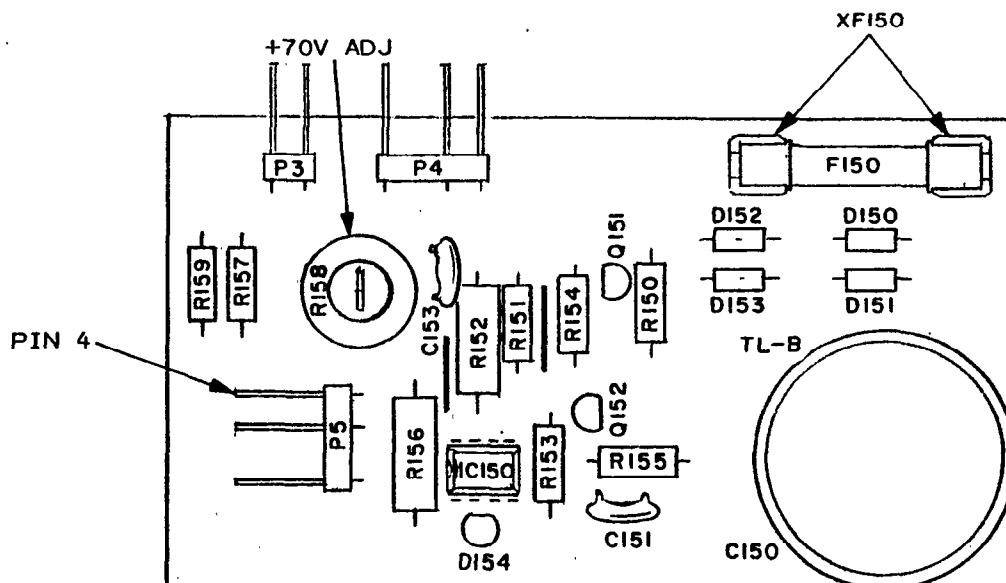 XF150
+70V ADJ
P3
P4
F150
D152
D150
Q151
R159
R157
R158
C153
R152
R151
R154
R150
D153
D151
PIN 4
TL-B
P5
R156
IC150
R153
Q152
R155
D154
C151
C150